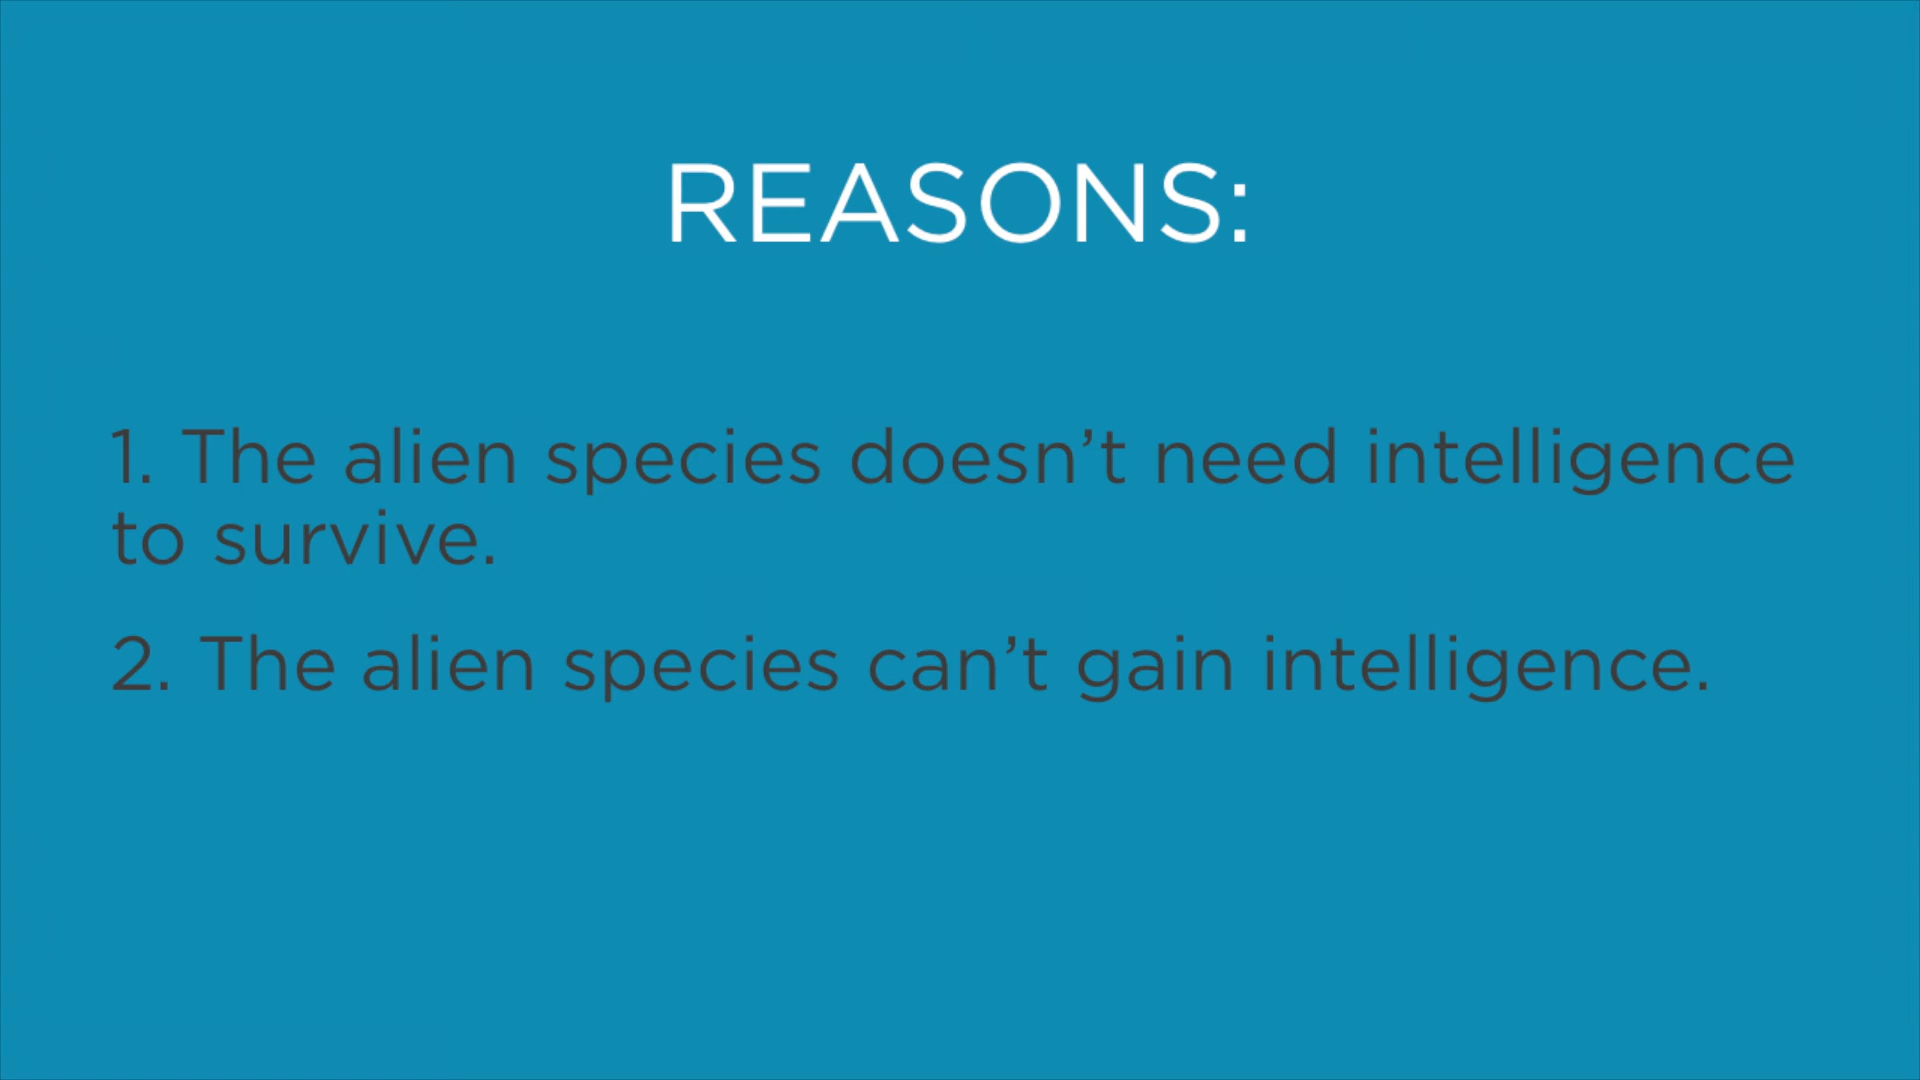 REASONS:
1. The alien species doesn’t need intelligence
to survive.
2. The alien species can’t gain intelligence.